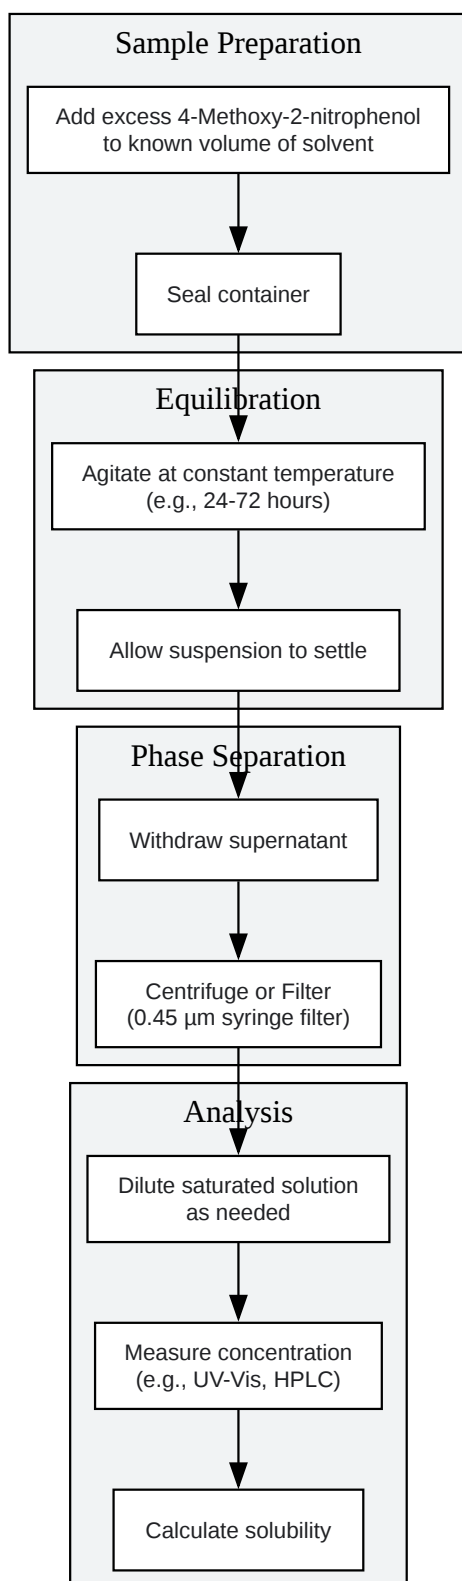 Sample Preparation
Add excess 4-Methoxy-2-nitrophenol
to known volume of solvent
Seal container
Equilibration
Agitate at constant temperature
(e.g., 24-72 hours)
Allow suspension to settle
Phase Separation
Withdraw supernatant
Centrifuge or Filter
(0.45 µm syringe filter)
Analysis
Dilute saturated solution
as needed
Measure concentration
(e.g., UV-Vis, HPLC)
Calculate solubility